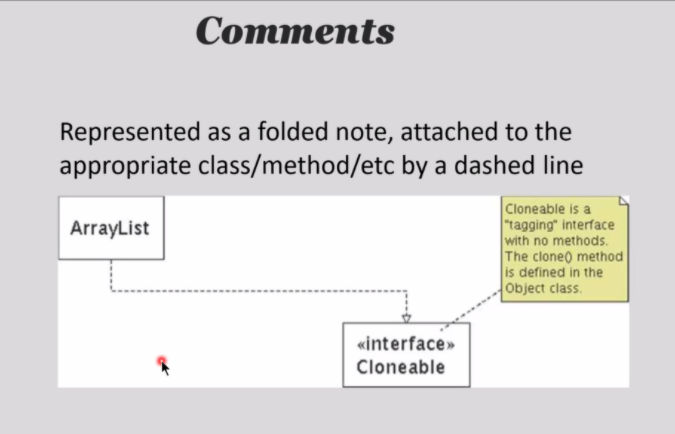 Comments
Represented as a folded note, attached to the
appropriate class/method/etc by a dashed line
ArrayList
Cloneable is a
"tagging" interface
with no methods.
The clone() method
is defined in the
Object class.
«interface»
Cloneable